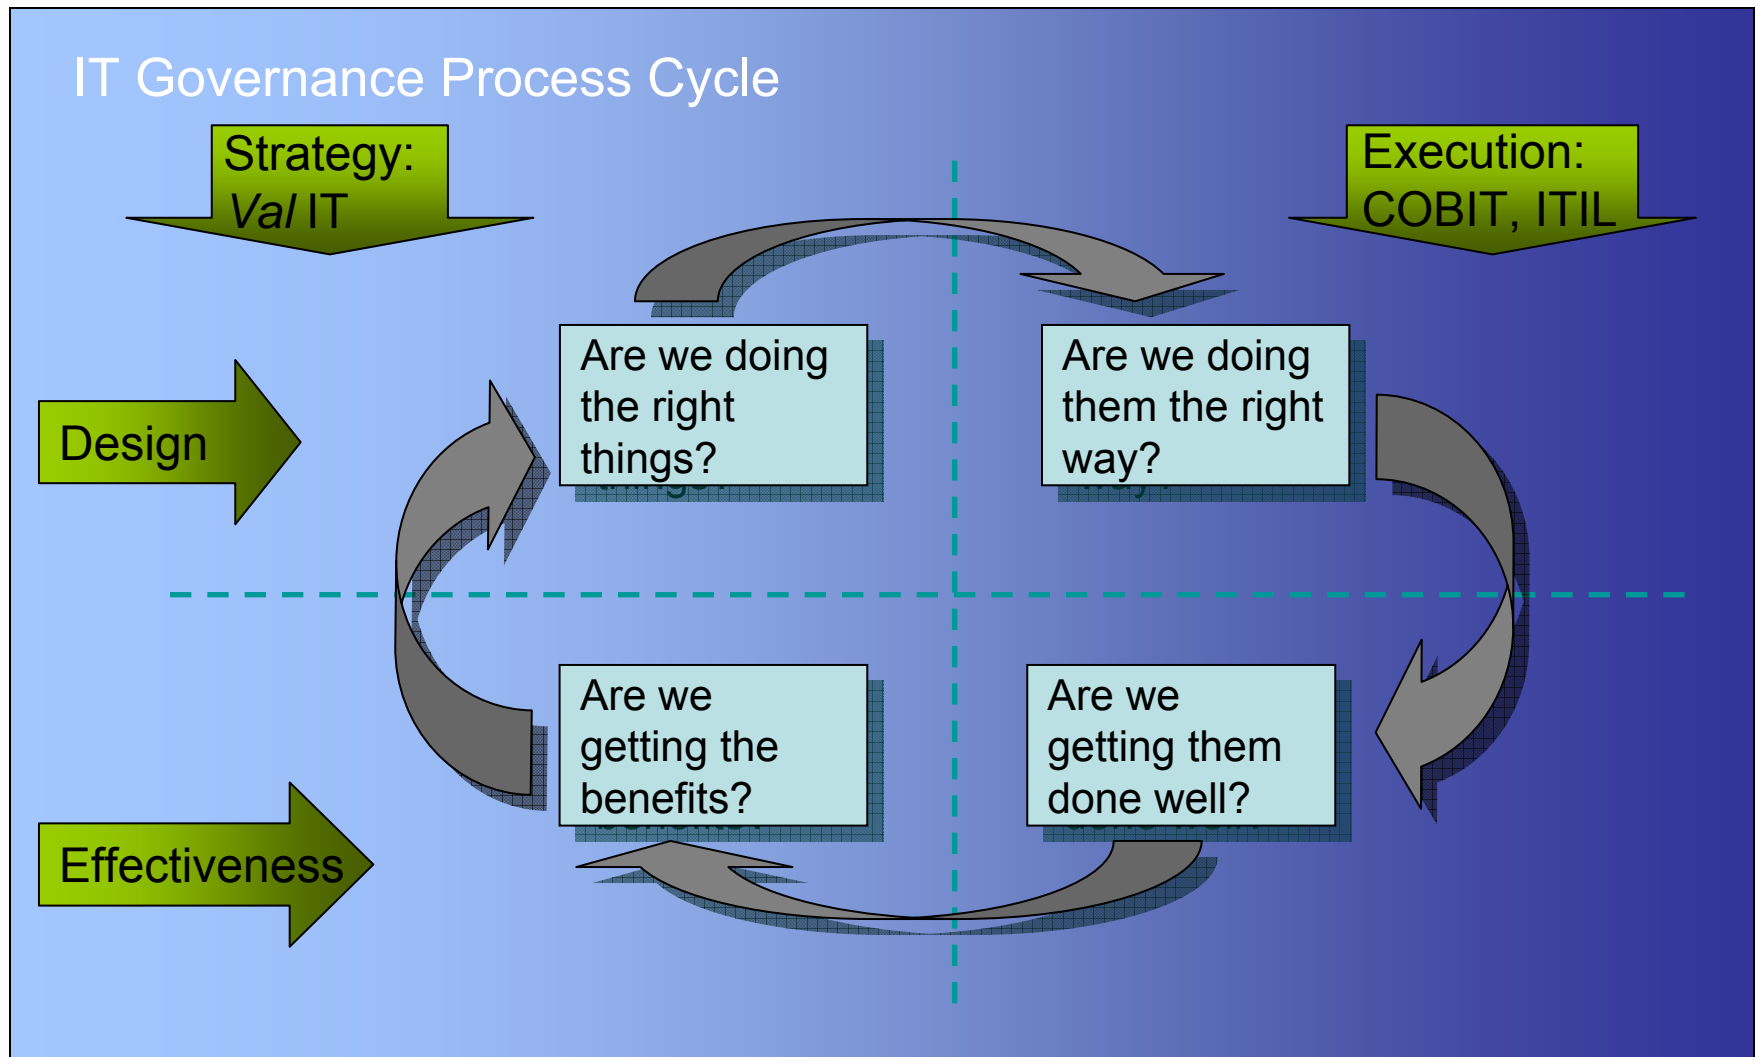 IT Governance Process Cycle
Strategy:
Val IT
Execution:
COBIT, ITIL
Design
Are we doing
the right
things?
Are we doing
them the right
way?
Effectiveness
Are we
getting the
benefits?
Are we
getting them
done well?